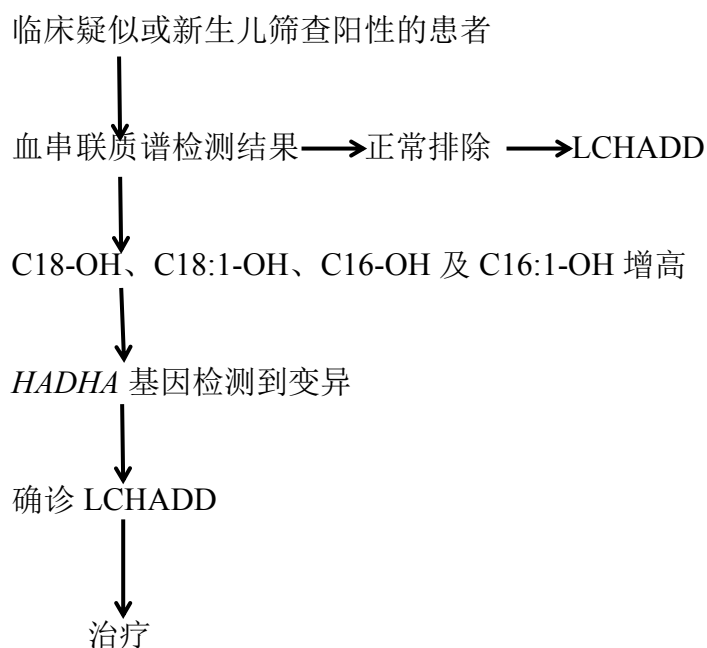 临床疑似或新生儿筛查阳性的患者
血串联质谱检测结果 正常排除 LCHADD
C18-OH、C18:1-OH、C16-OH 及 C16:1-OH 增高
HADHA 基因检测到变异
确诊 LCHADD
治疗